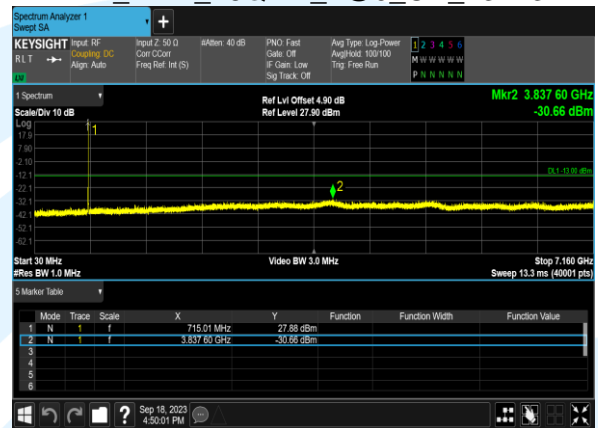 Spectrum Analyzer 1
Swept SA
+
KEYSIGHT Input: RF Input Z: 50 Ω #Atten: 40 dB PNO: Fast Avg Type: Log-Power 1 2 3 4 5 6
RLT Coupling: DC Corr CCorr Gate: Off Avg|Hold: 100/100 M W W W W W
Align: Auto Freq Ref: Int (S) IF Gain: Low Trig: Free Run
Sig Track: Off P N N N N N
1 Spectrum Ref Lvl Offset 4.90 dB Mkr2 3.837 60 GHz
Scale/Div 10 dB Ref Level 27.90 dBm -30.66 dBm
Log
17.9 1
7.90
-2.10
-12.1 DL1 -13.00 dBm
-22.1 2
-32.1
-42.1
-52.1
-62.1
Start 30 MHz Video BW 3.0 MHz Stop 7.160 GHz
#Res BW 1.0 MHz Sweep 13.3 ms (40001 pts)
5 Marker Table
Mode Trace Scale X Y Function Function Width Function Value
1 N 1 f 715.01 MHz 27.88 dBm
2 N 1 f 3.837 60 GHz -30.66 dBm
3
4
5
6
? Sep 18, 2023
4:50:01 PM